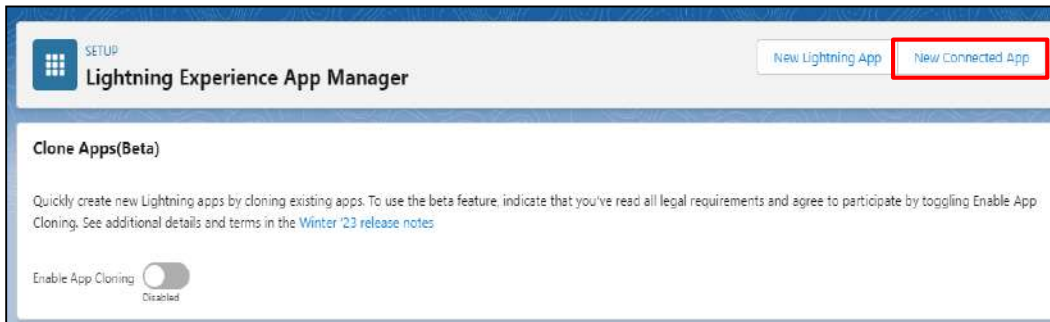 SETUP
Lightning Experience App Manager
New Lightning App
New Connected App
Clone Apps(Beta)
Quickly create new Lightning apps by cloning existing apps. To use the beta feature, indicate that you've read all legal requirements and agree to participate by toggling Enable App
Cloning. See additional details and terms in the Winter '23 release notes
Enable App Cloning
Disabled